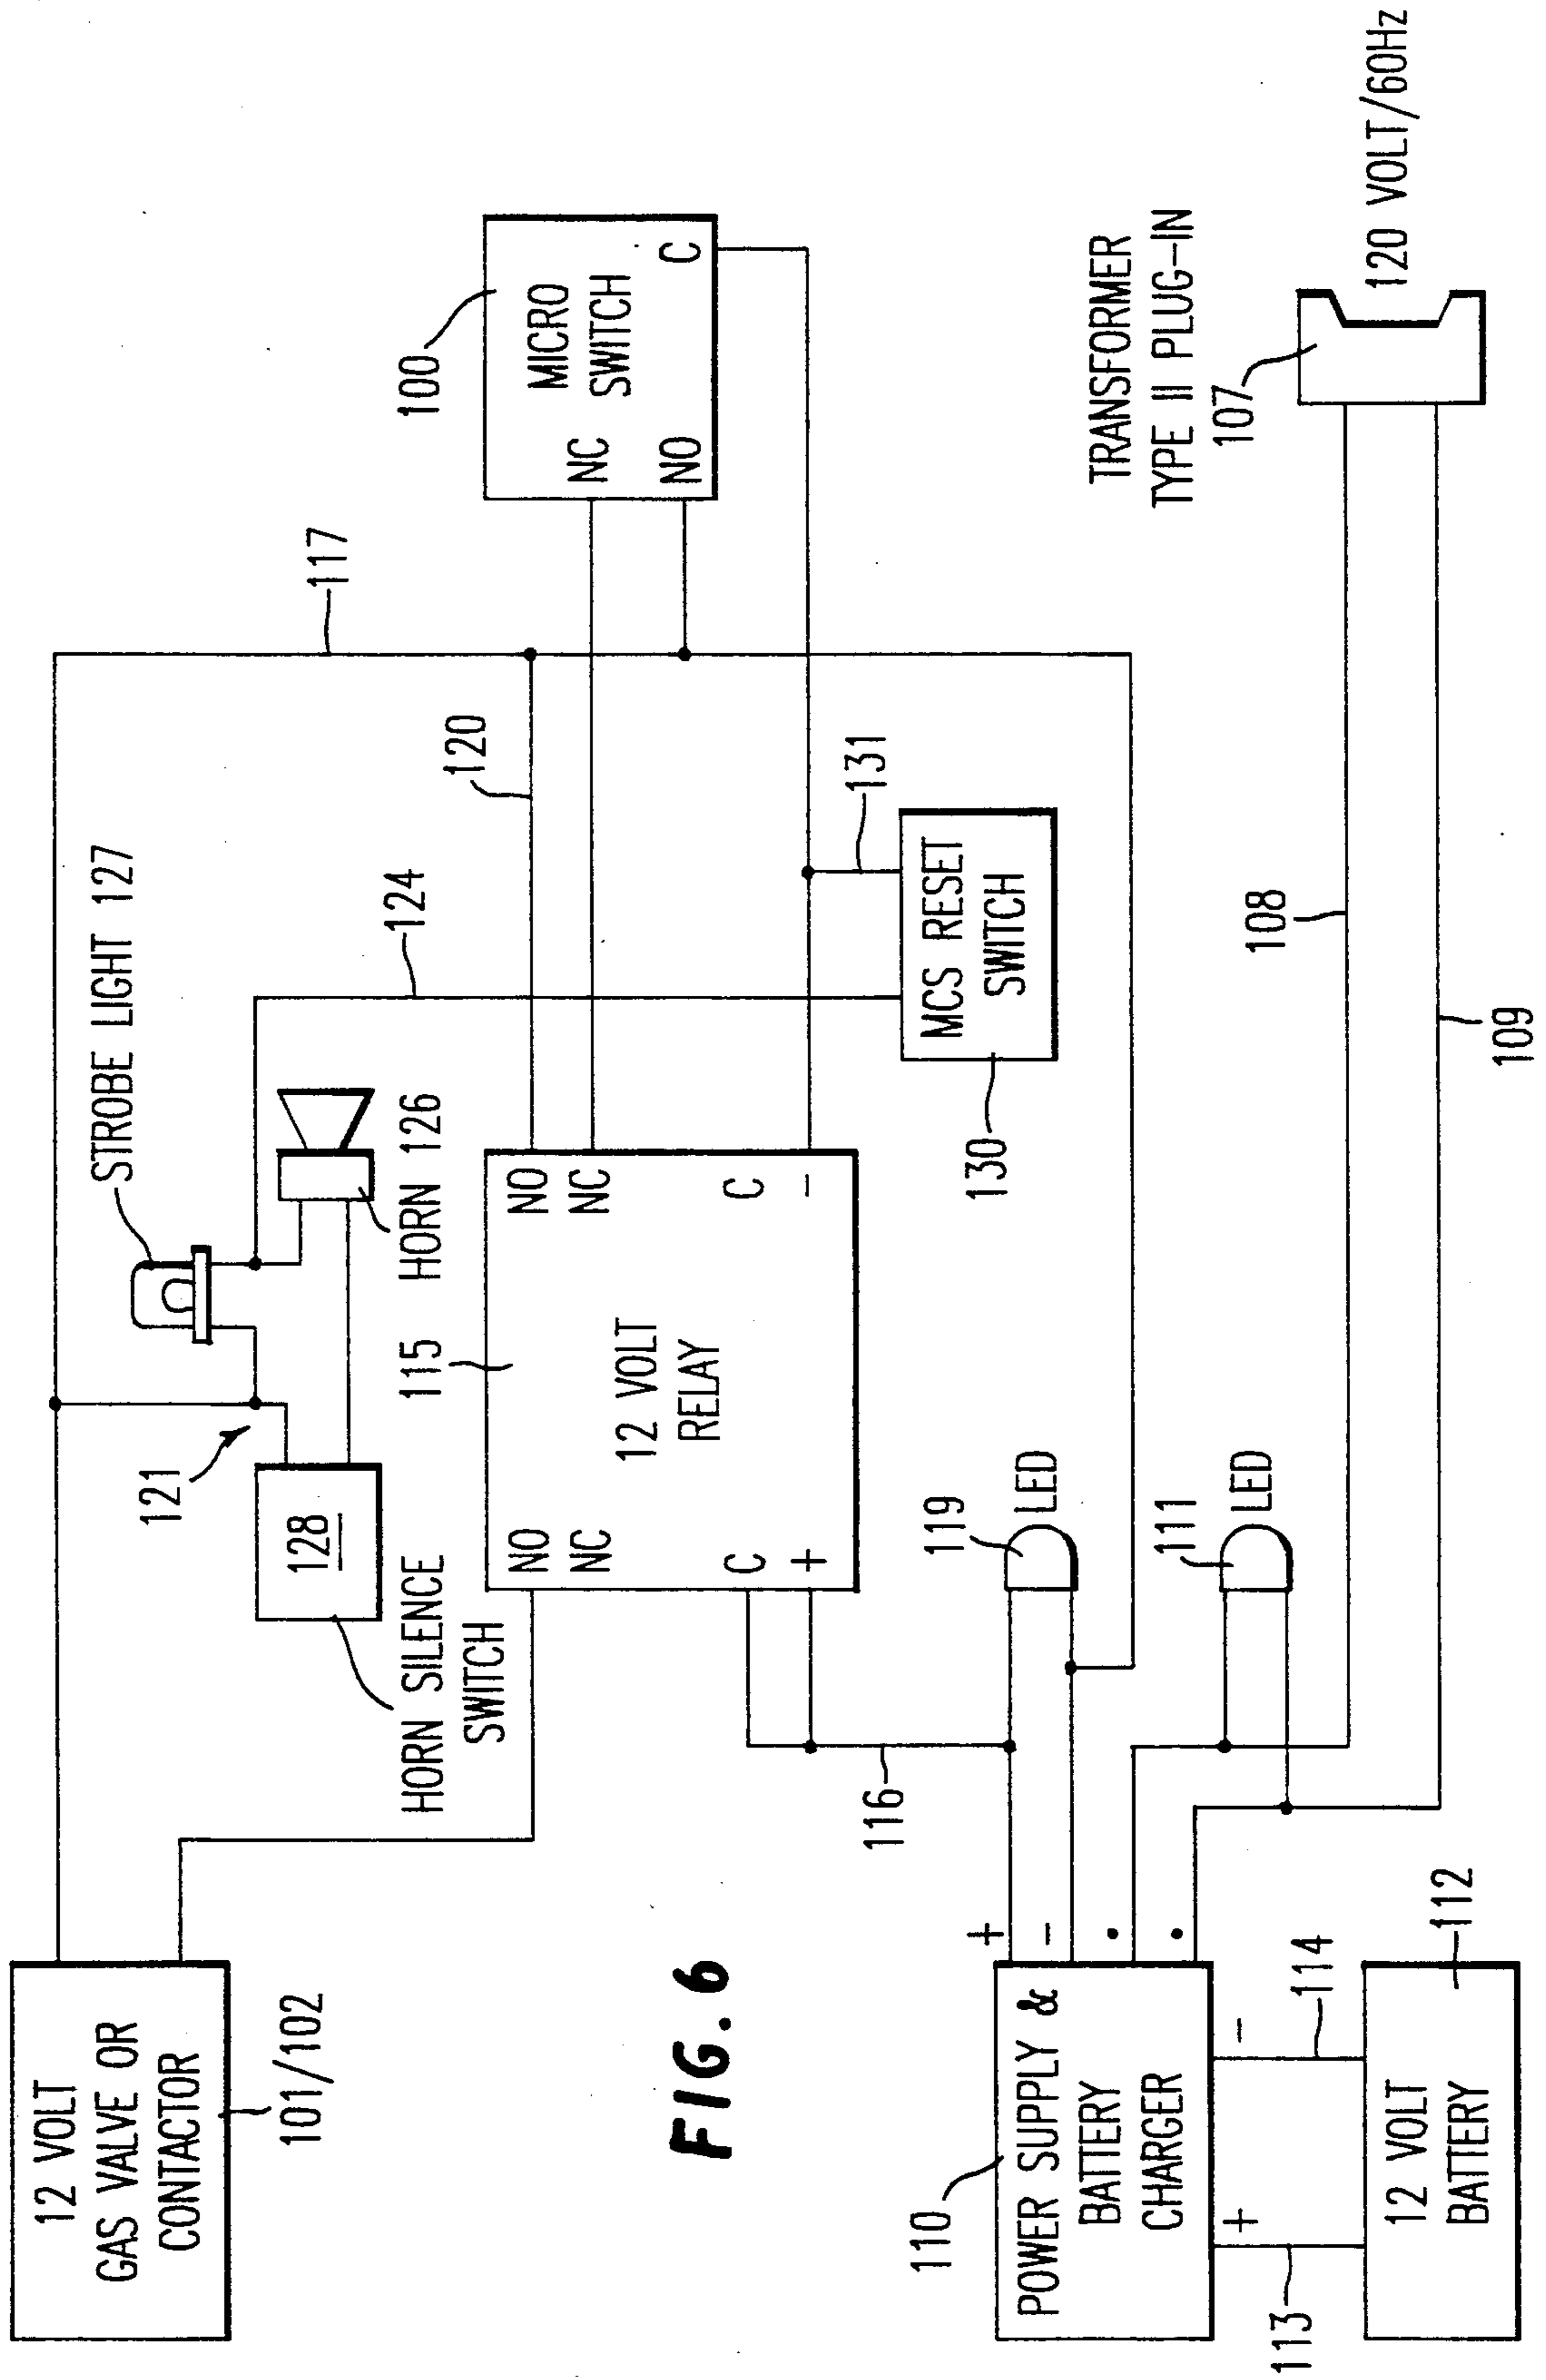 12 VOLT
GAS VALVE OR
CONTACTOR
101/102
STROBE LIGHT 127
121
128
HORN SILENCE
SWITCH
HORN 126
124
117
120
115
12 VOLT
RELAY
NO
NC
C
+
NO
NC
C
–
100
MICRO
SWITCH
NC
NO
C
131
MCS RESET
SWITCH
130
116
119
LED
111
LED
FIG. 6
110
POWER SUPPLY &
BATTERY
CHARGER
+
–
•
•
+
–
113
114
12 VOLT
BATTERY
112
108
109
TRANSFORMER
TYPE II PLUG–IN
107
120 VOLT/60Hz